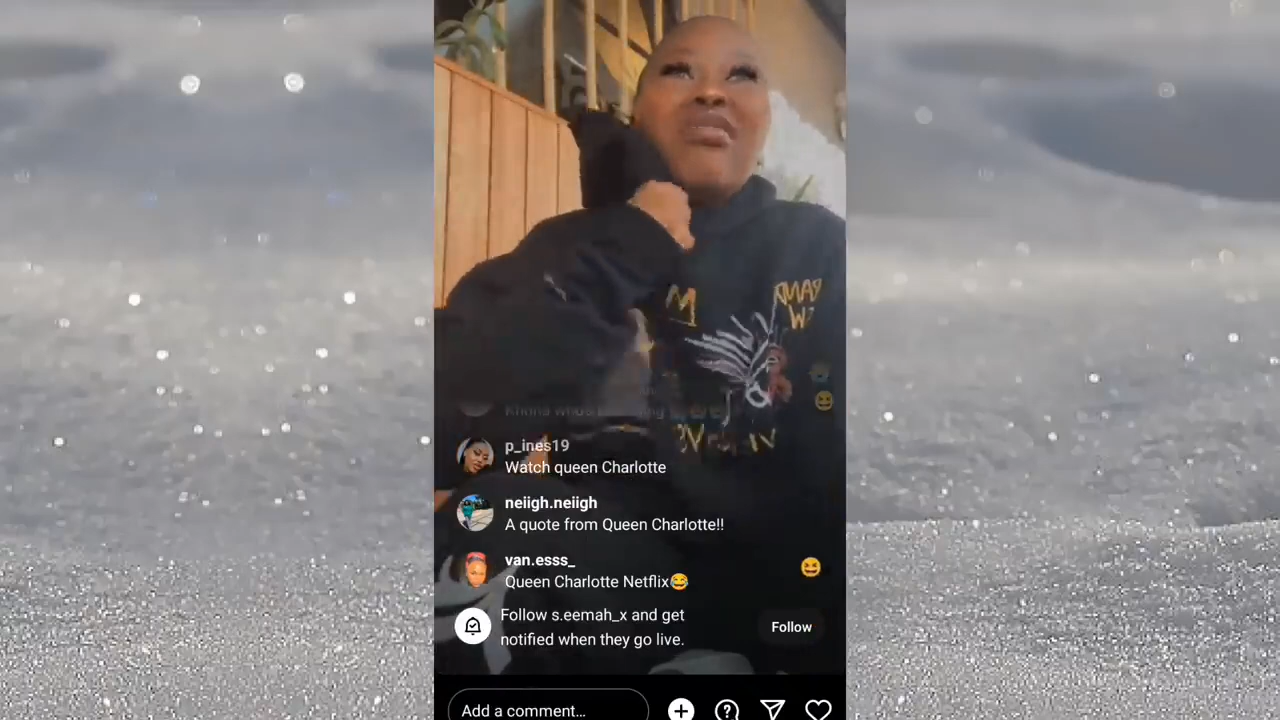 p_ines19
Watch queen Charlotte
neiigh.neiigh
A quote from Queen Charlotte!!
van.esss_
Queen Charlotte Netflix😂
Follow s.eemah_x and get
notified when they go live.
Follow
Add a comment…